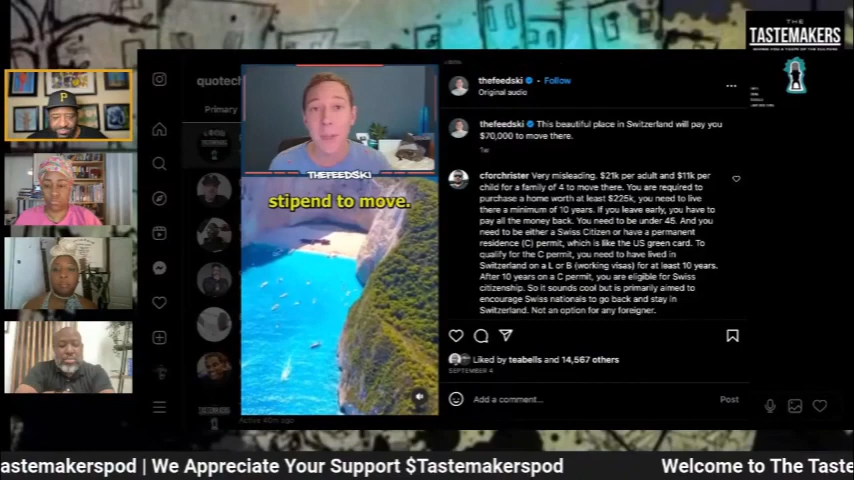 THE
TASTEMAKERS
quotech
Primary
THEFEEDSKI
stipend to move.
thefeedski • Follow
Original audio
thefeedski This beautiful place in Switzerland will pay you
$70,000 to move there.
1w
cforchrister Very misleading. $21k per adult and $11k per
child for a family of 4 to move there. You are required to
purchase a home worth at least $225k, you need to live
there a minimum of 10 years. If you leave early, you have to
pay all the money back. You need to be under 45. And you
need to be either a Swiss Citizen or have a permanent
residence (C) permit, which is like the US green card. To
qualify for the C permit, you need to have lived in
Switzerland on a L or B (working visas) for at least 10 years.
After 10 years on a C permit, you are eligible for Swiss
citizenship. So it sounds cool but is primarily aimed to
encourage Swiss nationals to go back and stay in
Switzerland. Not an option for any foreigner.
Liked by teabells and 14,567 others
SEPTEMBER 4
Add a comment...
Post
Active 40m ago
astemakerspod | We Appreciate Your Support $Tastemakerspod
Welcome to The Taste